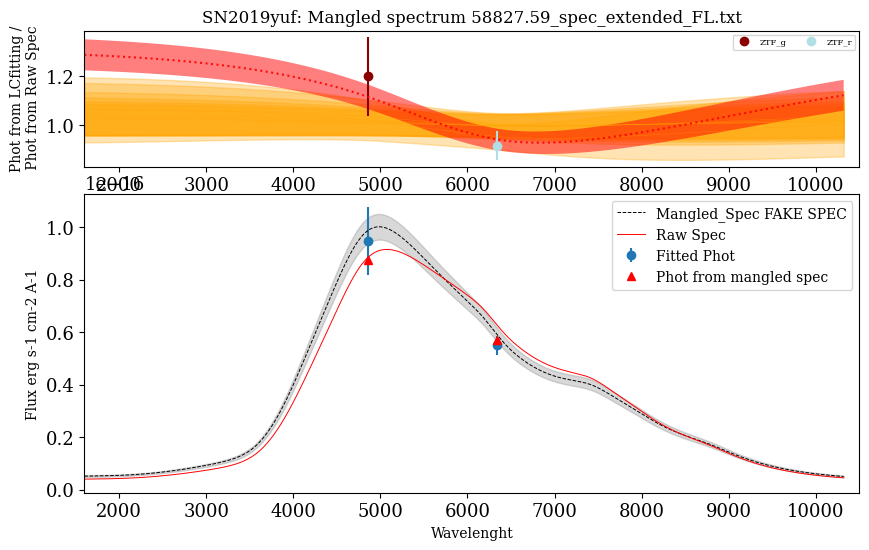 SN2019yuf: Mangled spectrum 58827.59_spec_extended_FL.txt
Phot from LCfitting /
Phot from Raw Spec
1.2
1.0
ZTF_g
ZTF_r
2000 3000 4000 5000 6000 7000 8000 9000 10000
1e−16
Flux erg s-1 cm-2 A-1
1.0
0.8
0.6
0.4
0.2
0.0
Mangled_Spec FAKE SPEC
Raw Spec
Fitted Phot
Phot from mangled spec
2000 3000 4000 5000 6000 7000 8000 9000 10000
Wavelenght